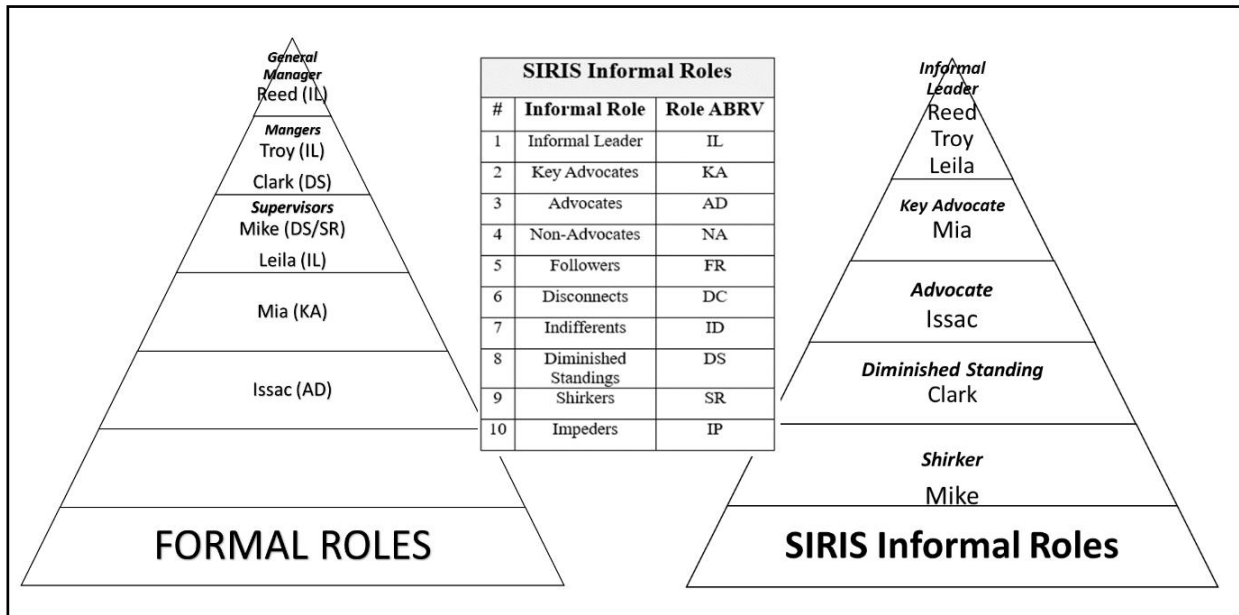 General
Manager
Reed (IL)
Mangers
Troy (IL)
Clark (DS)
Supervisors
Mike (DS/SR)
Leila (IL)
Mia (KA)
Issac (AD)
FORMAL ROLES
SIRIS Informal Roles
# Informal Role Role ABRV
1 Informal Leader IL
2 Key Advocates KA
3 Advocates AD
4 Non-Advocates NA
5 Followers FR
6 Disconnects DC
7 Indifferents ID
8 Diminished DS
Standings
9 Shirkers SR
10 Impeders IP
Informal
Leader
Reed
Troy
Leila
Key Advocate
Mia
Advocate
Issac
Diminished Standing
Clark
Shirker
Mike
SIRIS Informal Roles